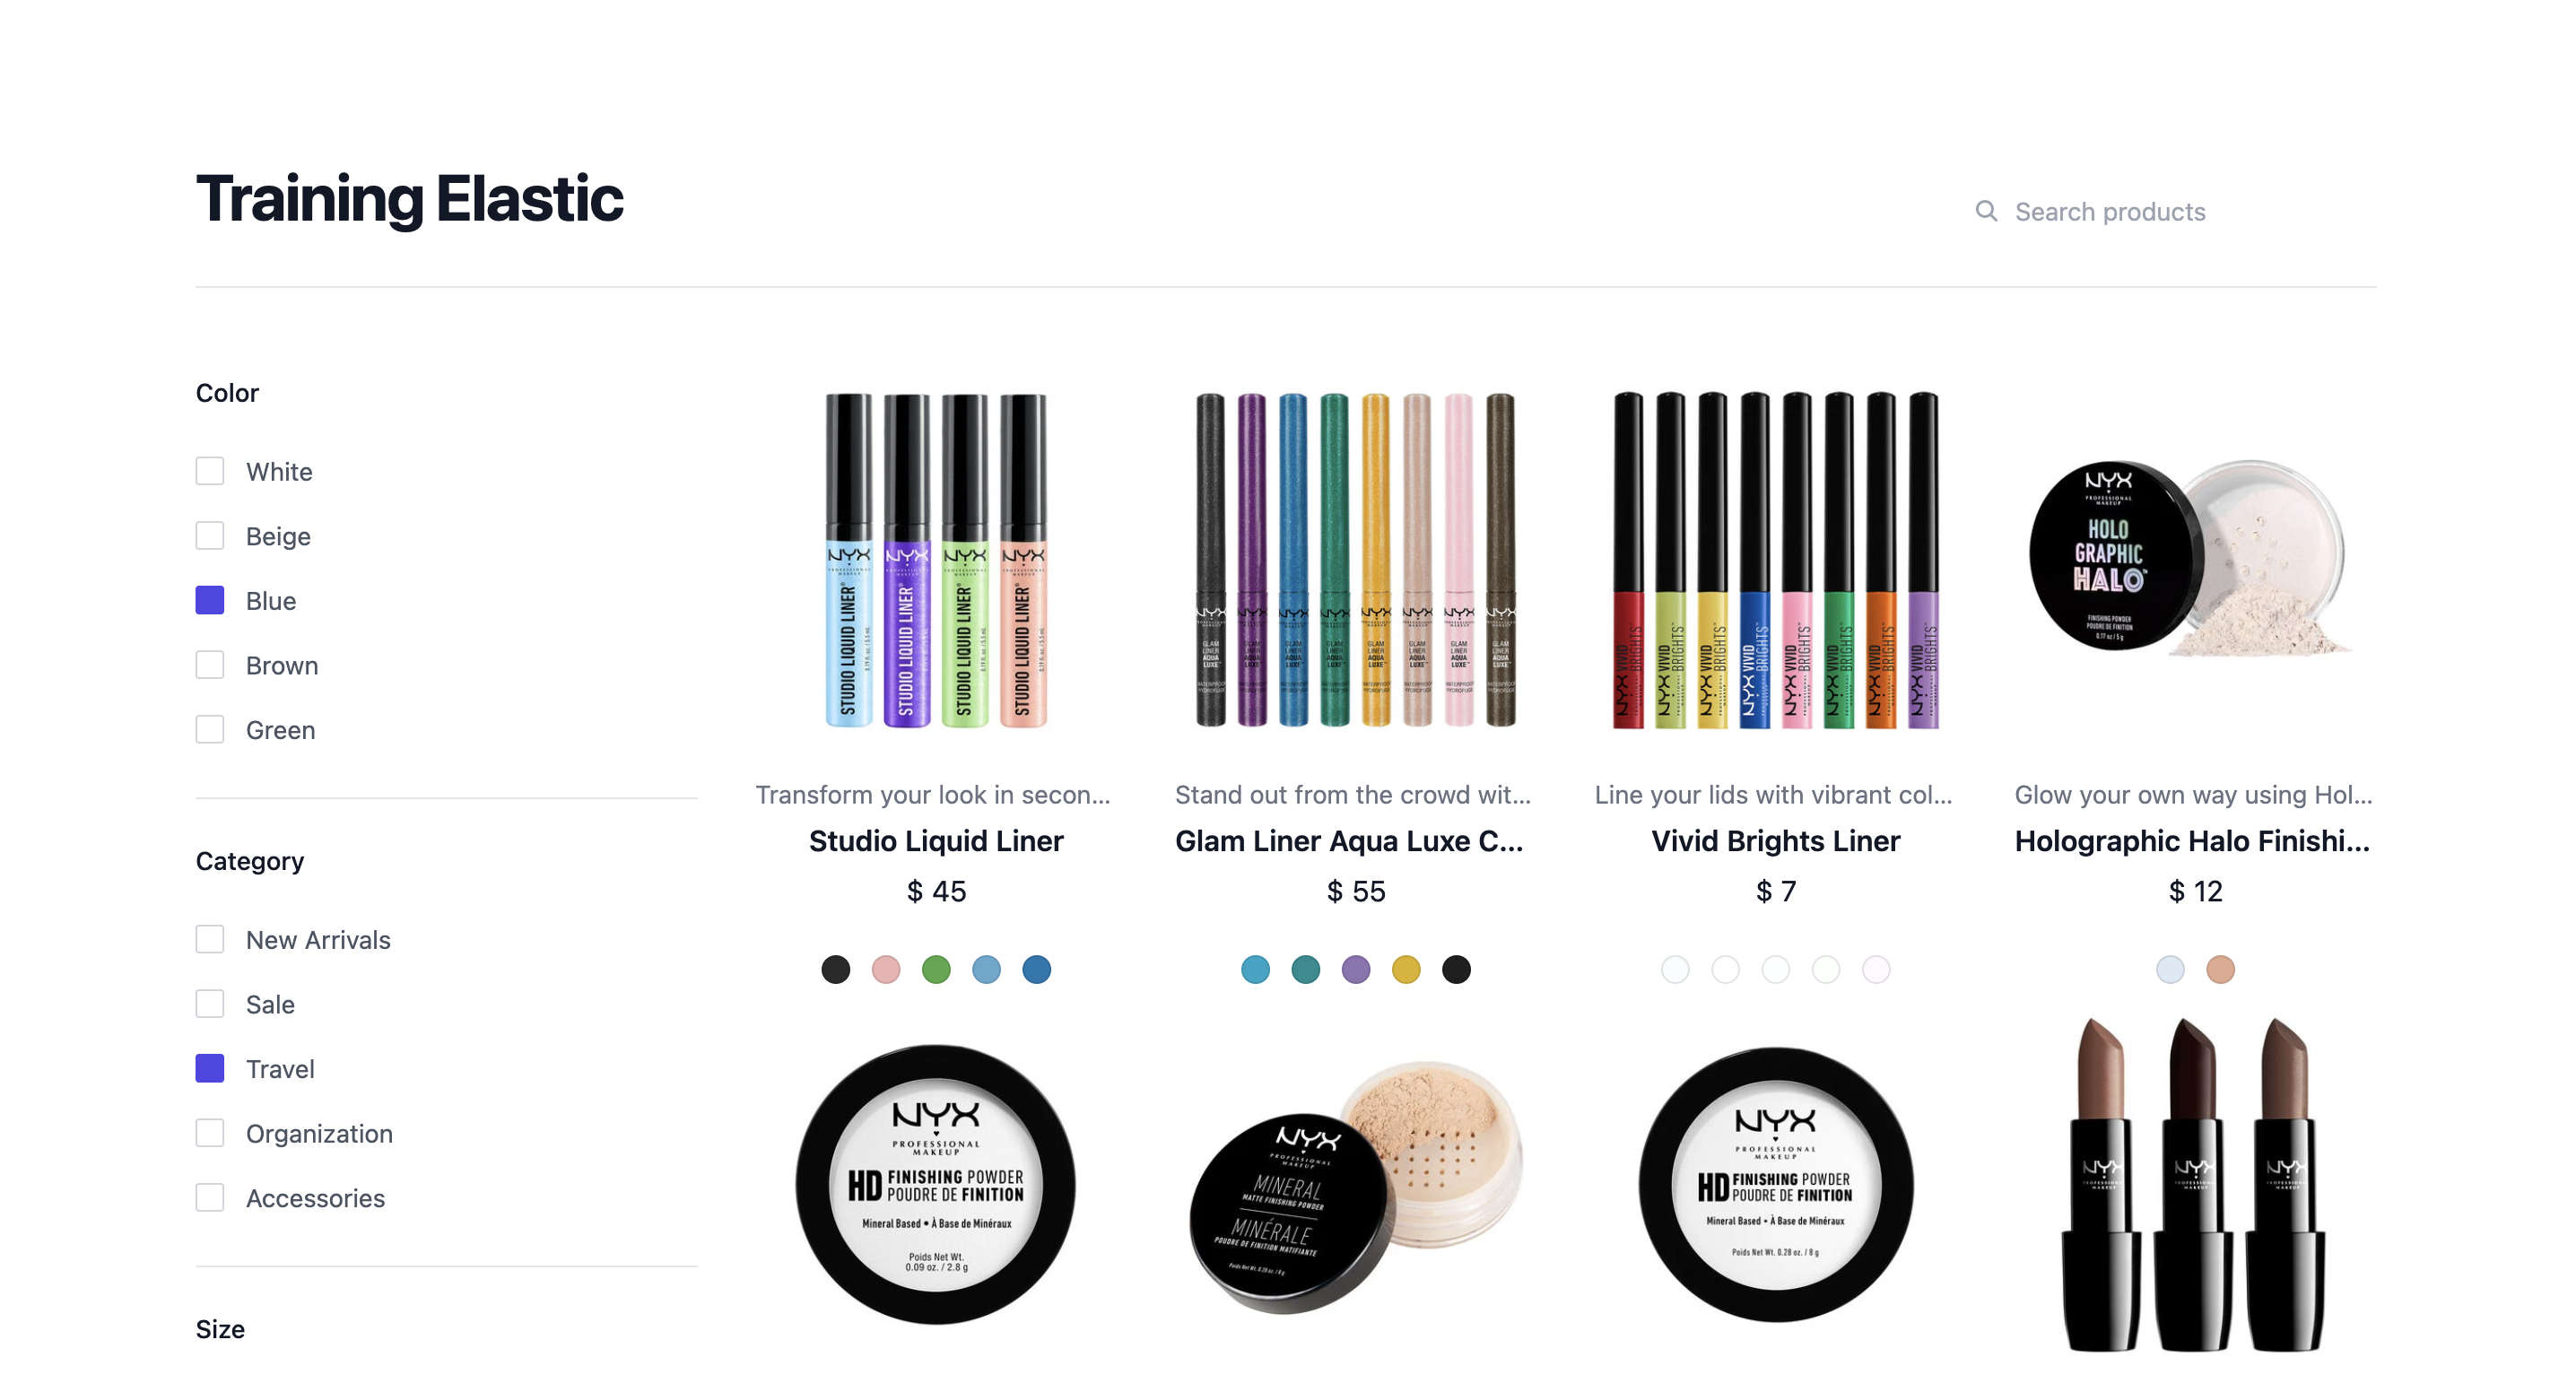 Training Elastic
Search products
Color
White
Beige
Blue
Brown
Green
Category
New Arrivals
Sale
Travel
Organization
Accessories
Size
NYX
STUDIO LIQUID LINER
NYX
STUDIO LIQUID LINER
NYX
STUDIO LIQUID LINER
NYX
STUDIO LIQUID LINER
Transform your look in secon...
Studio Liquid Liner
$ 45
NYX
GLAM
LINER
AQUA
LUXE
Stand out from the crowd wit...
Glam Liner Aqua Luxe C...
$ 55
NYX VIVID
BRIGHTS
NYX VIVID
BRIGHTS
NYX VIVID
BRIGHTS
NYX VIVID
BRIGHTS
NYX VIVID
BRIGHTS
NYX VIVID
BRIGHTS
NYX VIVID
BRIGHTS
NYX VIVID
BRIGHTS
Line your lids with vibrant col...
Vivid Brights Liner
$ 7
NYX
PROFESSIONAL
MAKEUP
HOLO
GRAPHIC
HALO™
FINISHING POWDER
POUDRE DE FINITION
0.17 oz / 5 g
Glow your own way using Hol...
Holographic Halo Finishi...
$ 12
NYX
PROFESSIONAL
MAKEUP
HD FINISHING POWDER
POUDRE DE FINITION
Mineral Based • À Base de Minéraux
Poids Net Wt.
0.09 oz. / 2.8 g
NYX
PROFESSIONAL
MAKEUP
MINERAL
MATTE FINISHING POWDER
MINÉRALE
POUDRE DE FINITION MATIFIANTE
NYX
PROFESSIONAL
MAKEUP
HD FINISHING POWDER
POUDRE DE FINITION
Mineral Based • À Base de Minéraux
Poids Net Wt. 0.28 oz. / 8 g
NYX
NYX
NYX